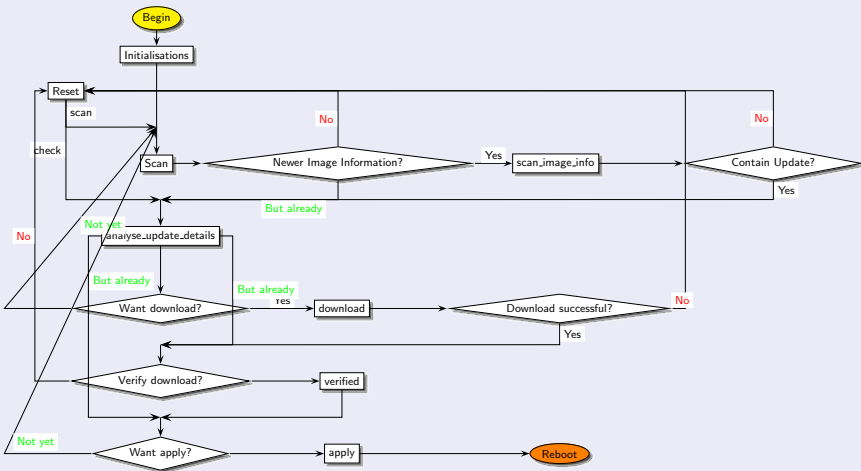 Begin
Initialisations
Reset
scan
No
No
check
Scan
Newer Image Information?
Yes
scan_image_info
Contain Update?
Yes
But already
Not yet
No
analyse_update_details
But already
But already
Yes
No
Want download?
download
Download successful?
Yes
Verify download?
verified
Not yet
Want apply?
apply
Reboot